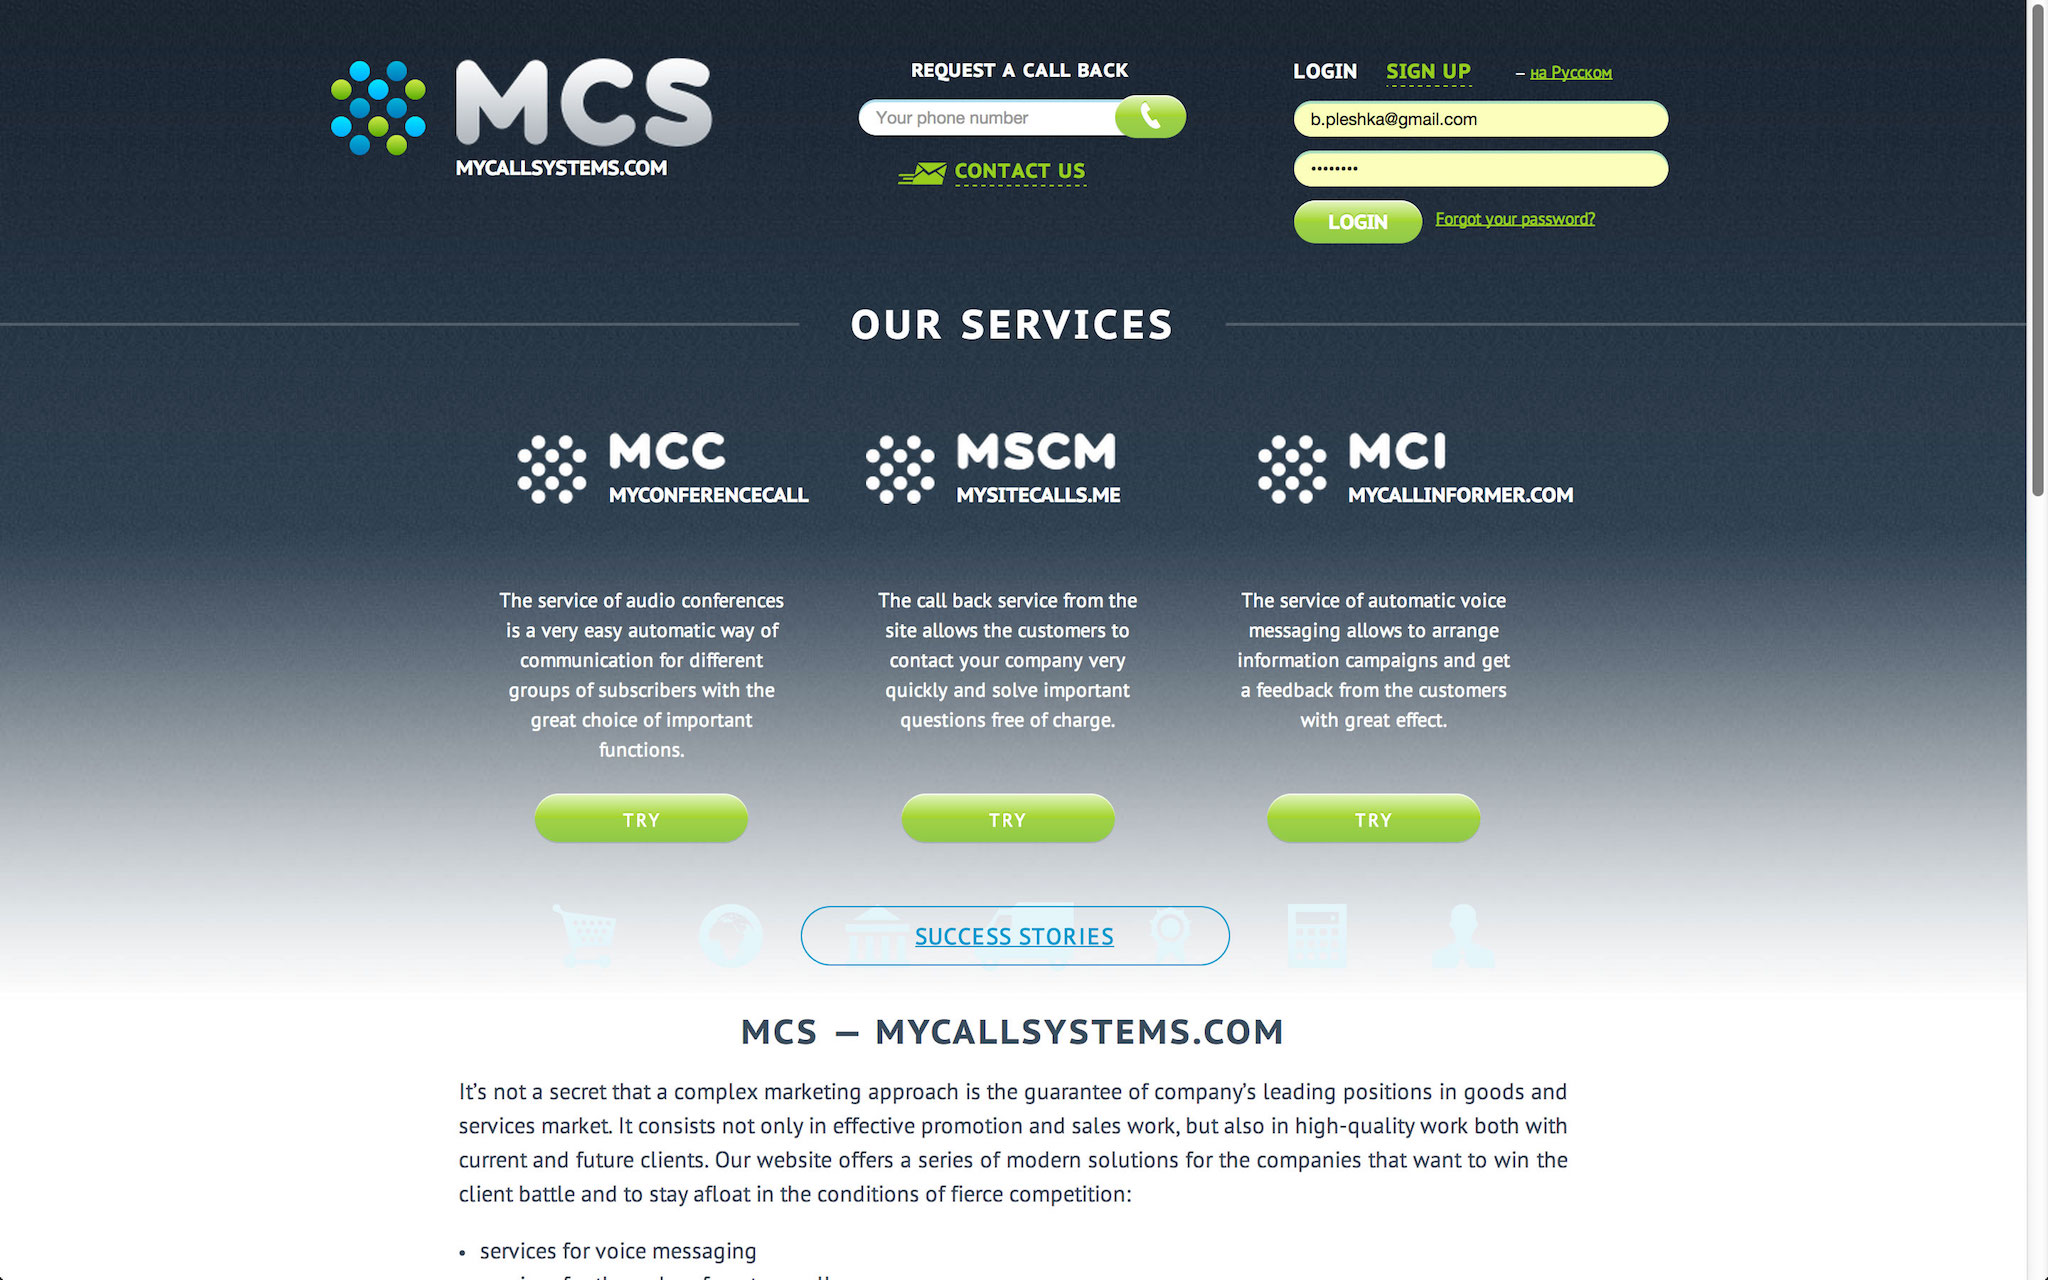 MCS
MYCALLSYSTEMS.COM
REQUEST A CALL BACK
Your phone number
CONTACT US
LOGIN SIGN UP – на Русском
b.pleshka@gmail.com
••••••••
LOGIN Forgot your password?
OUR SERVICES
MCC
MYCONFERENCECALL
MSCM
MYSITECALLS.ME
MCI
MYCALLINFORMER.COM
The service of audio conferences
is a very easy automatic way of
communication for different
groups of subscribers with the
great choice of important
functions.
TRY
The call back service from the
site allows the customers to
contact your company very
quickly and solve important
questions free of charge.
TRY
The service of automatic voice
messaging allows to arrange
information campaigns and get
a feedback from the customers
with great effect.
TRY
SUCCESS STORIES
MCS — MYCALLSYSTEMS.COM
It’s not a secret that a complex marketing approach is the guarantee of company’s leading positions in goods and
services market. It consists not only in effective promotion and sales work, but also in high-quality work both with
current and future clients. Our website offers a series of modern solutions for the companies that want to win the
client battle and to stay afloat in the conditions of fierce competition:
• services for voice messaging